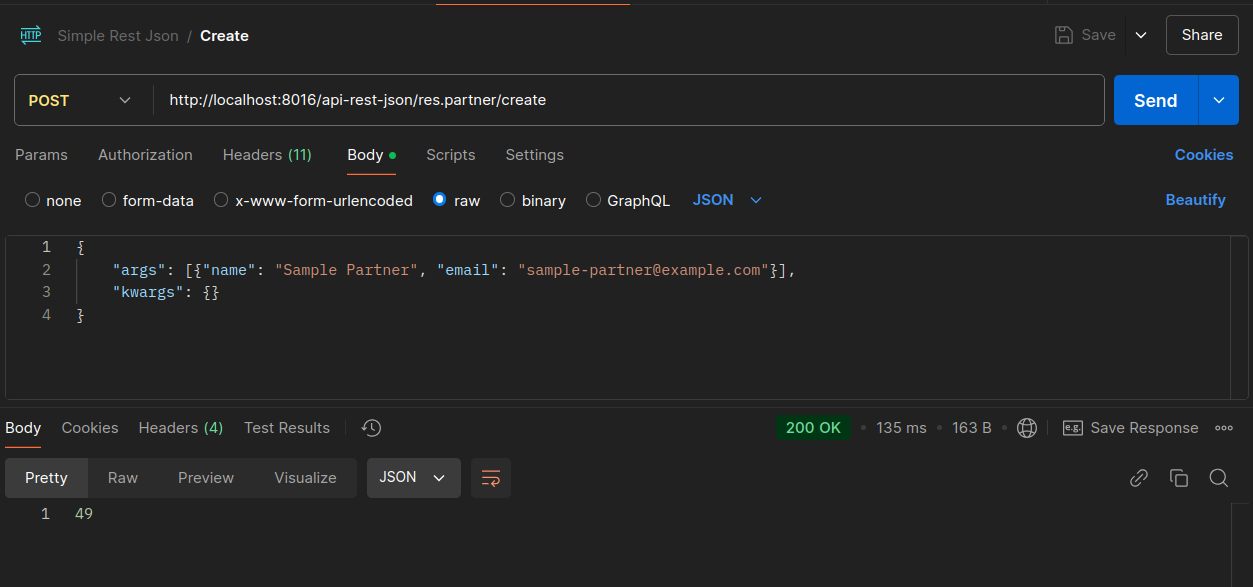 HTTP Simple Rest Json / Create Save Share
POST http://localhost:8016/api-rest-json/res.partner/create Send
Params Authorization Headers (11) Body Scripts Settings Cookies
none form-data x-www-form-urlencoded raw binary GraphQL JSON Beautify
1 {
2 "args": [{"name": "Sample Partner", "email": "sample-partner@example.com"}],
3 "kwargs": {}
4 }
Body Cookies Headers (4) Test Results 200 OK • 135 ms • 163 B • e.g. Save Response
Pretty Raw Preview Visualize JSON
1 49